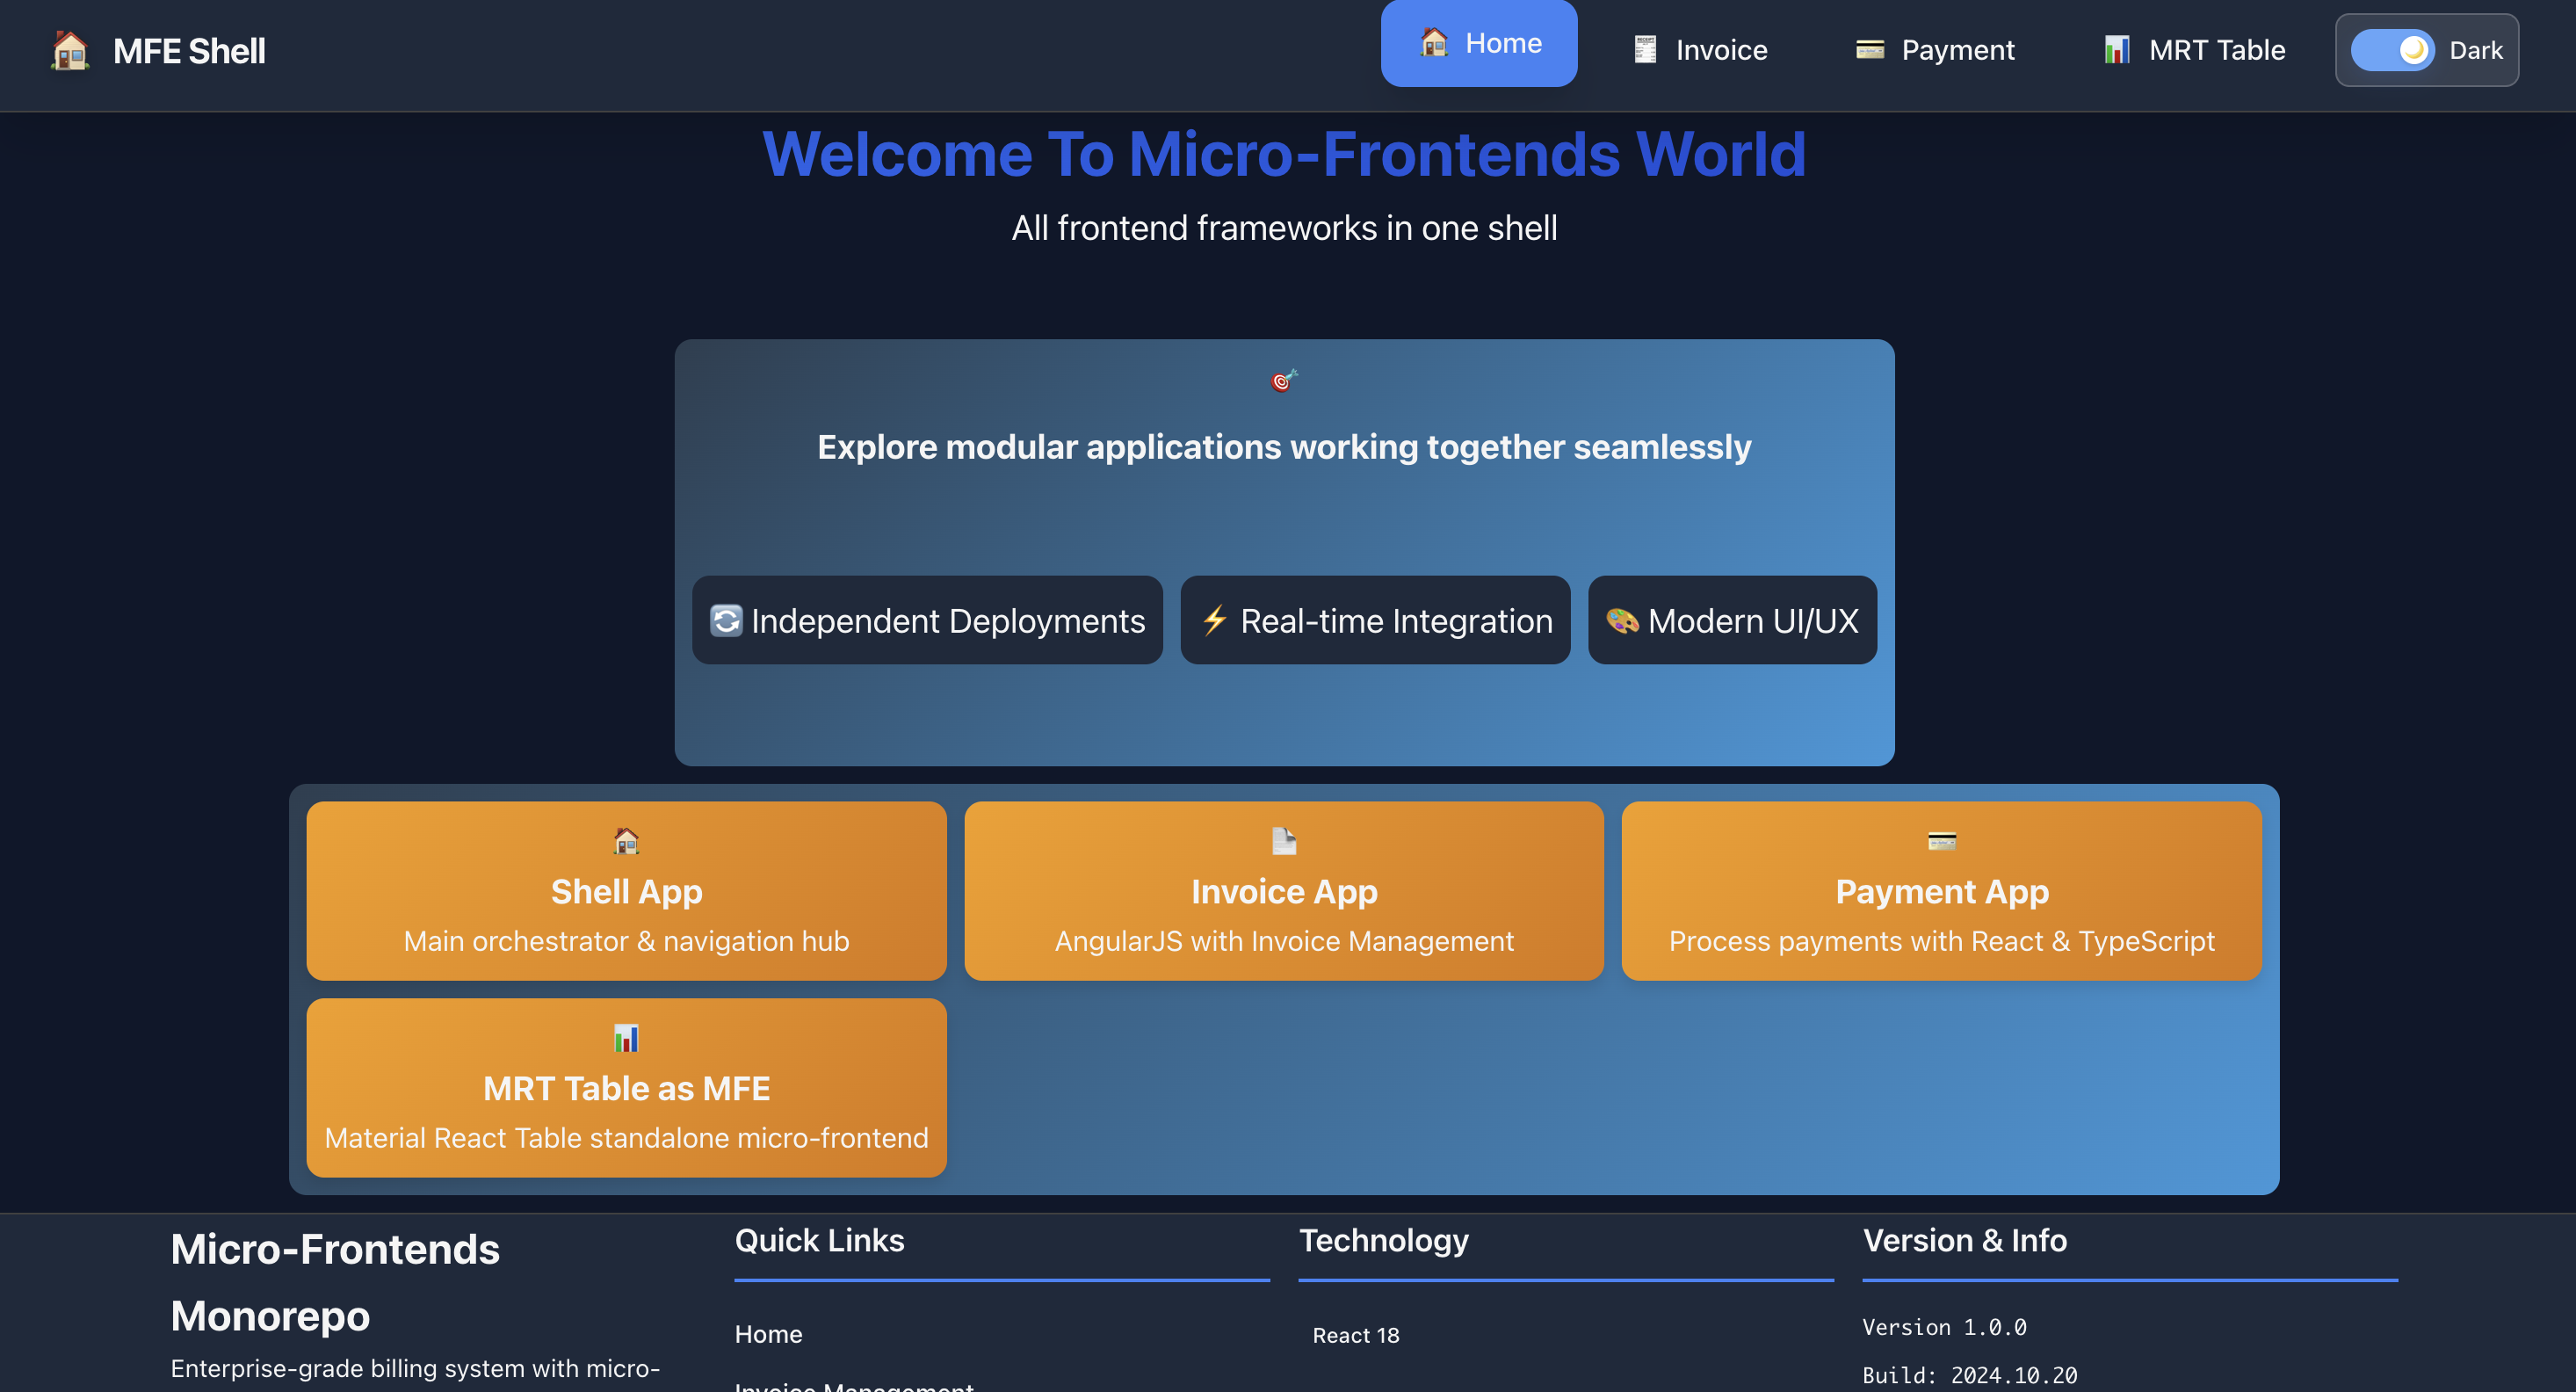 MFE Shell
Home
Invoice
Payment
MRT Table
Dark
Welcome To Micro-Frontends World
All frontend frameworks in one shell
Explore modular applications working together seamlessly
Independent Deployments
Real-time Integration
Modern UI/UX
Shell App
Main orchestrator & navigation hub
Invoice App
AngularJS with Invoice Management
Payment App
Process payments with React & TypeScript
MRT Table as MFE
Material React Table standalone micro-frontend
Micro-Frontends
Monorepo
Enterprise-grade billing system with micro-
Quick Links
Home
Invoice Management
Technology
React 18
Version & Info
Version 1.0.0
Build: 2024.10.20